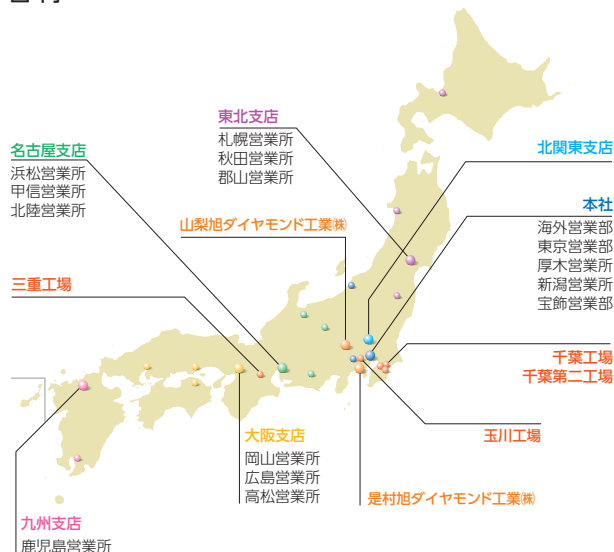 東北支店
札幌営業所
秋田営業所
郡山営業所
名古屋支店
浜松営業所
甲信営業所
北陸営業所
北関東支店
本社
海外営業部
東京営業部
厚木営業所
新潟営業所
宝飾営業部
山梨旭ダイヤモンド工業㈱
三重工場
千葉工場
千葉第二工場
玉川工場
大阪支店
岡山営業所
広島営業所
高松営業所
是村旭ダイヤモンド工業㈱
九州支店
鹿児島営業所